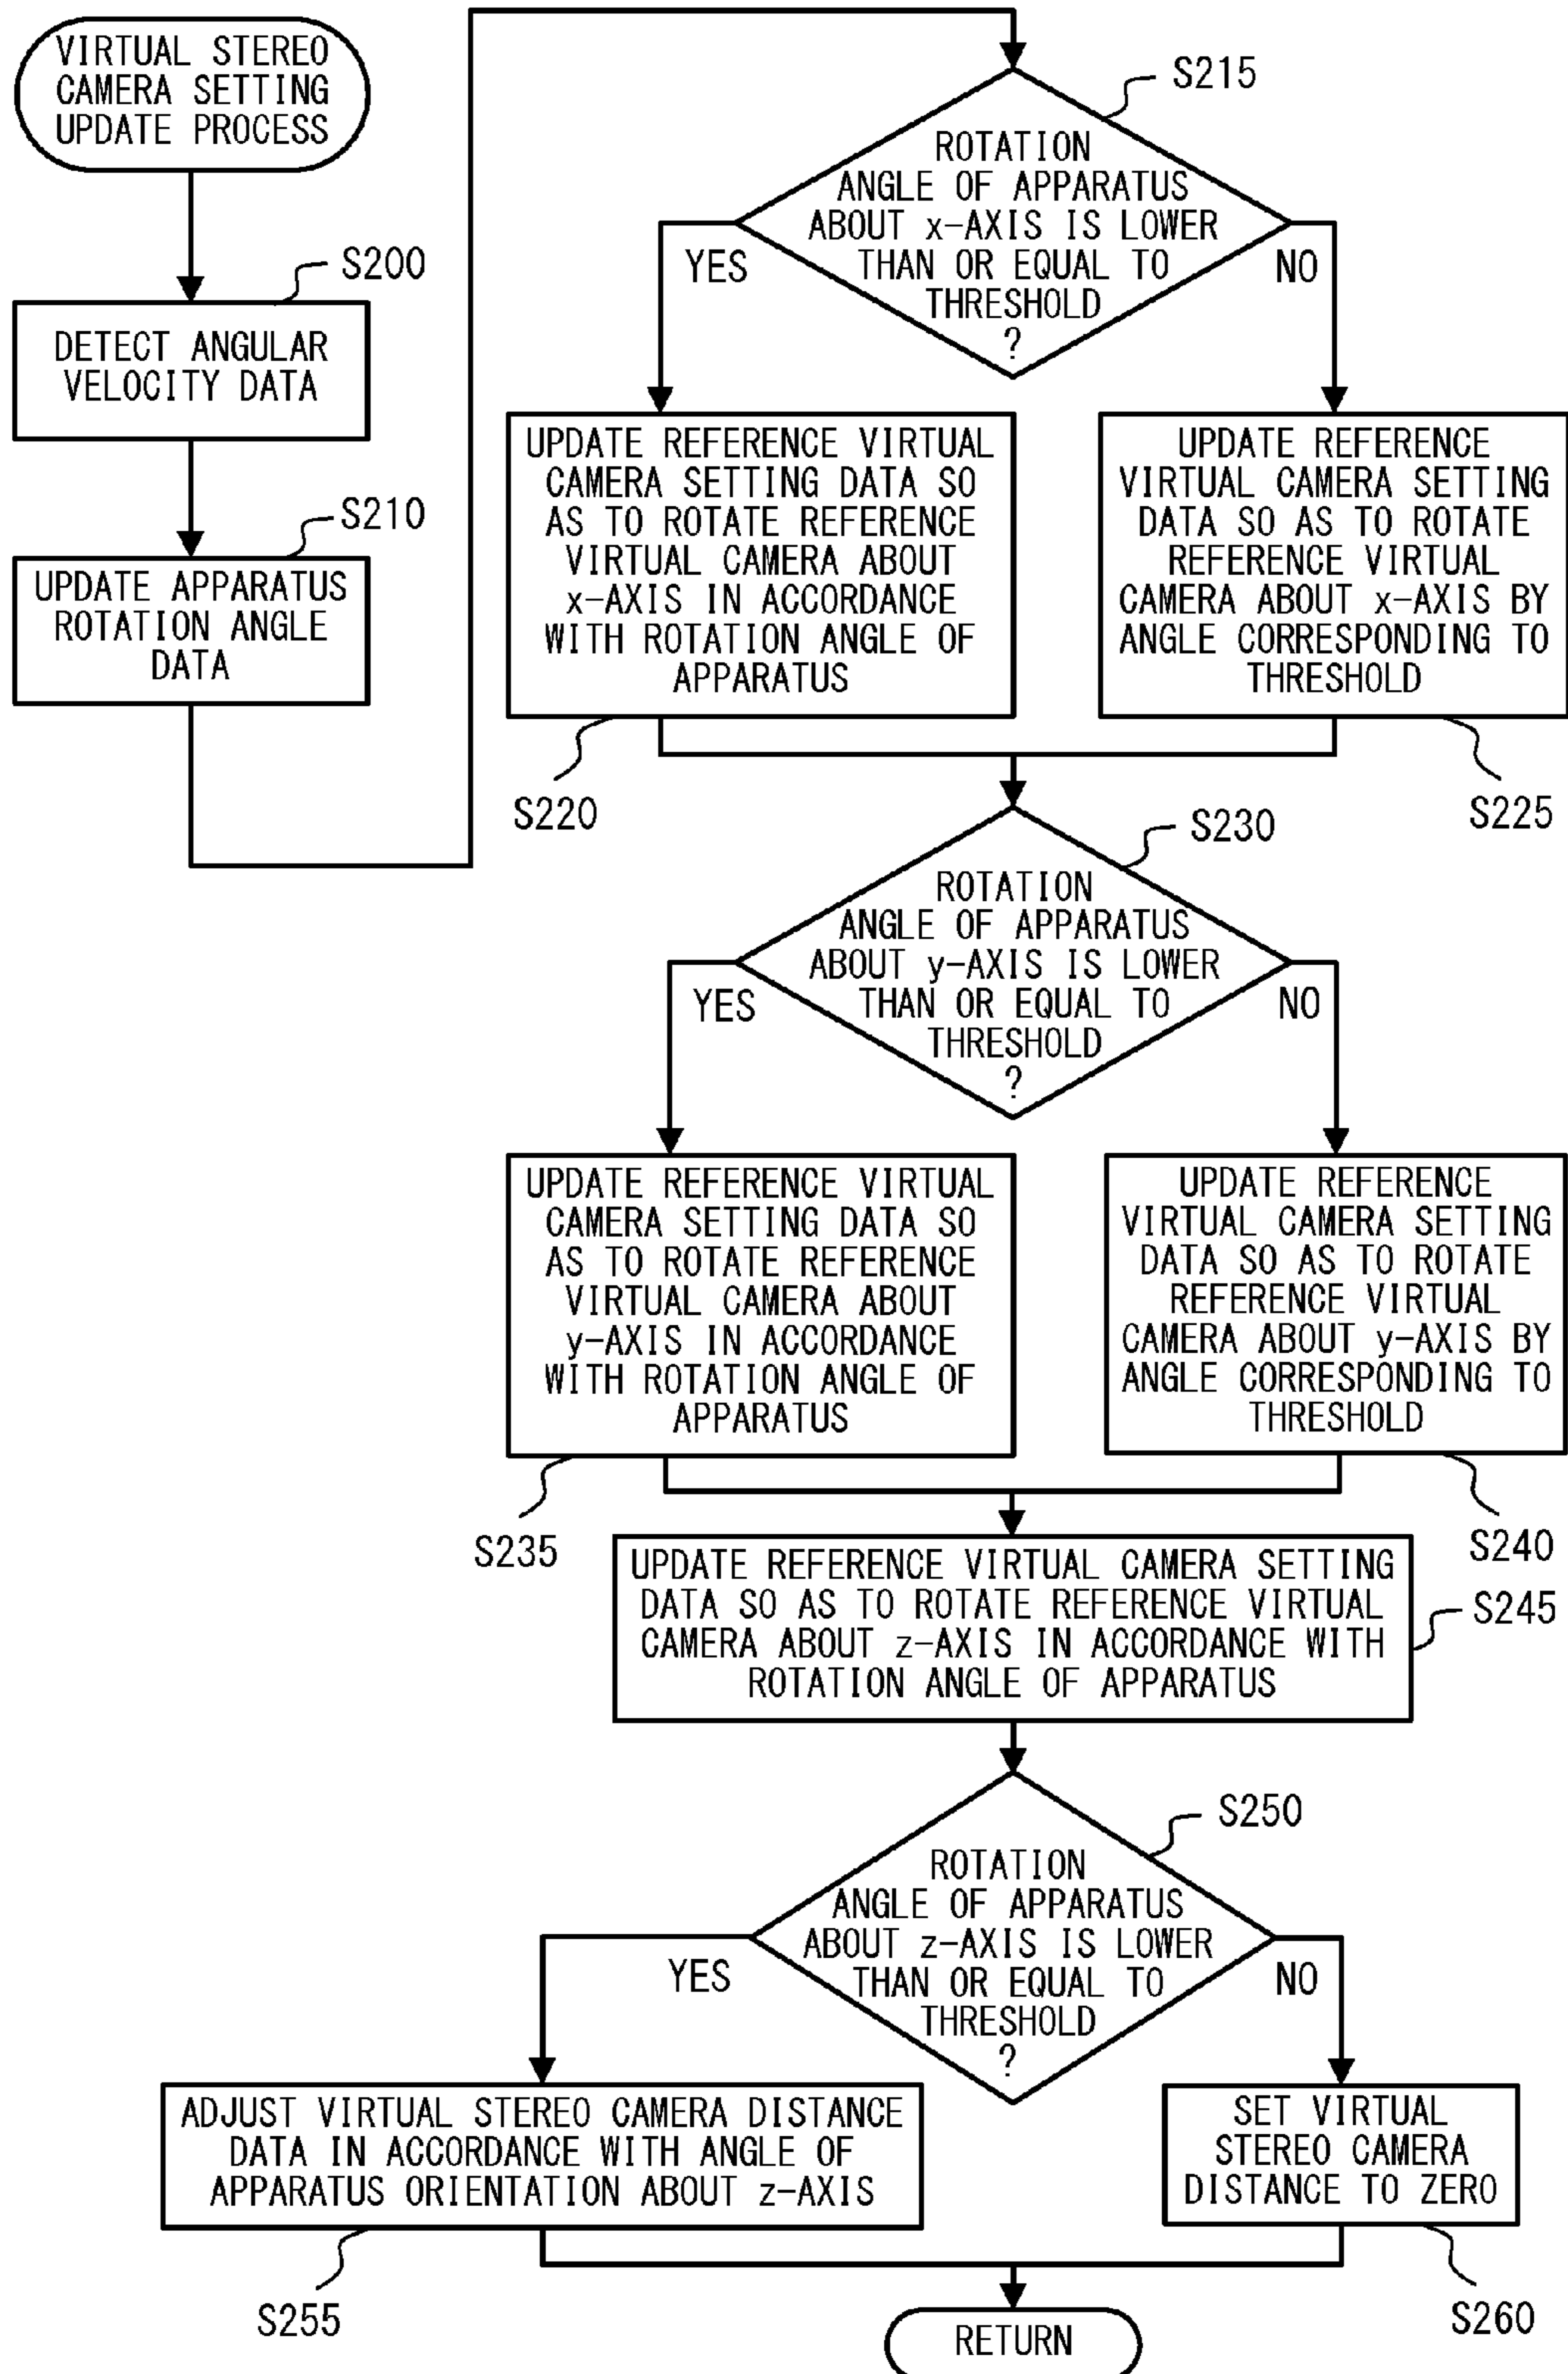 VIRTUAL STEREO
CAMERA SETTING
UPDATE PROCESS
S200
DETECT ANGULAR
VELOCITY DATA
S210
UPDATE APPARATUS
ROTATION ANGLE
DATA
S215
ROTATION
ANGLE OF APPARATUS
ABOUT x-AXIS IS LOWER
THAN OR EQUAL TO
THRESHOLD
?
YES
NO
UPDATE REFERENCE VIRTUAL
CAMERA SETTING DATA SO
AS TO ROTATE REFERENCE
VIRTUAL CAMERA ABOUT
x-AXIS IN ACCORDANCE
WITH ROTATION ANGLE OF
APPARATUS
S220
UPDATE REFERENCE
VIRTUAL CAMERA SETTING
DATA SO AS TO ROTATE
REFERENCE VIRTUAL
CAMERA ABOUT x-AXIS BY
ANGLE CORRESPONDING TO
THRESHOLD
S225
S230
ROTATION
ANGLE OF APPARATUS
ABOUT y-AXIS IS LOWER
THAN OR EQUAL TO
THRESHOLD
?
YES
NO
UPDATE REFERENCE VIRTUAL
CAMERA SETTING DATA SO
AS TO ROTATE REFERENCE
VIRTUAL CAMERA ABOUT
y-AXIS IN ACCORDANCE
WITH ROTATION ANGLE OF
APPARATUS
S235
UPDATE REFERENCE
VIRTUAL CAMERA SETTING
DATA SO AS TO ROTATE
REFERENCE VIRTUAL
CAMERA ABOUT y-AXIS BY
ANGLE CORRESPONDING TO
THRESHOLD
S240
UPDATE REFERENCE VIRTUAL CAMERA SETTING
DATA SO AS TO ROTATE REFERENCE VIRTUAL
CAMERA ABOUT z-AXIS IN ACCORDANCE WITH
ROTATION ANGLE OF APPARATUS
S245
S250
ROTATION
ANGLE OF APPARATUS
ABOUT z-AXIS IS LOWER
THAN OR EQUAL TO
THRESHOLD
?
YES
NO
ADJUST VIRTUAL STEREO CAMERA DISTANCE
DATA IN ACCORDANCE WITH ANGLE OF
APPARATUS ORIENTATION ABOUT z-AXIS
S255
SET VIRTUAL
STEREO CAMERA
DISTANCE TO ZERO
S260
RETURN